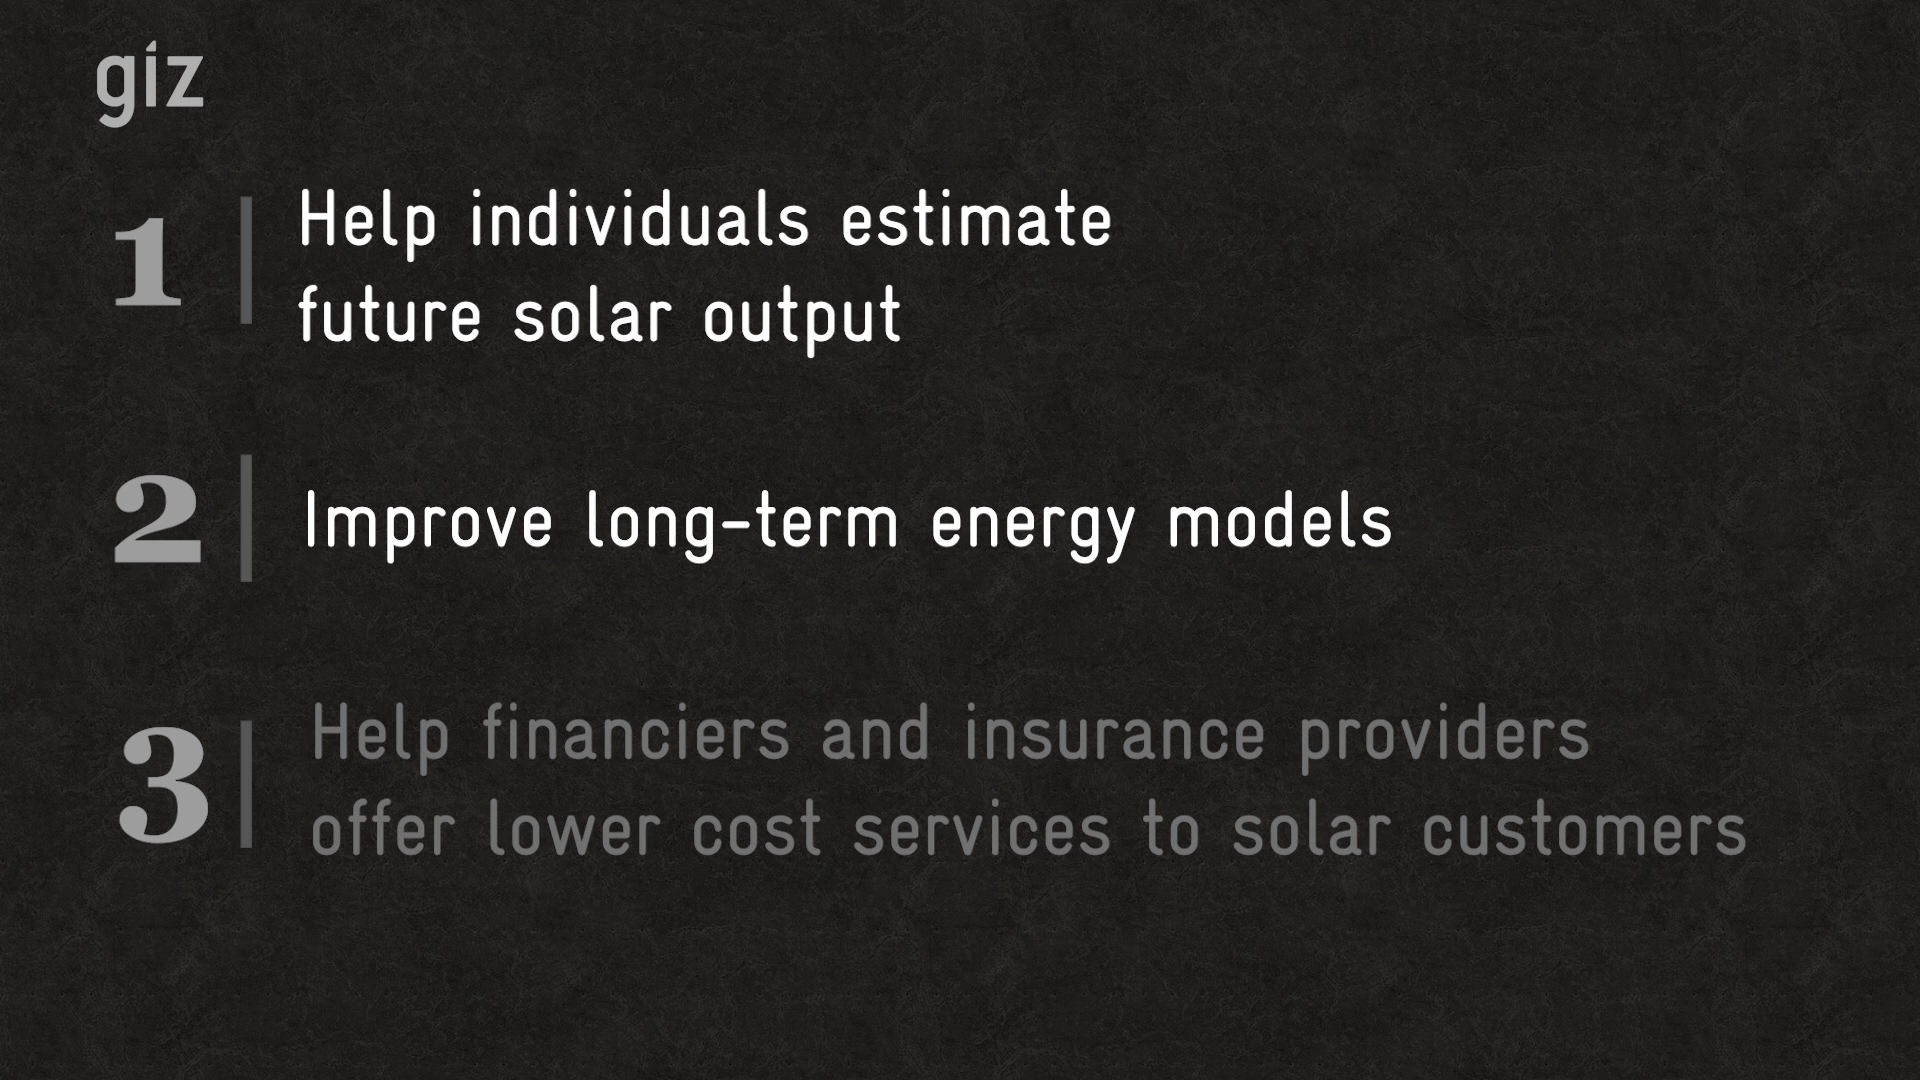 giz
1
Help individuals estimate
future solar output
2
Improve long-term energy models
3
Help financiers and insurance providers
offer lower cost services to solar customers